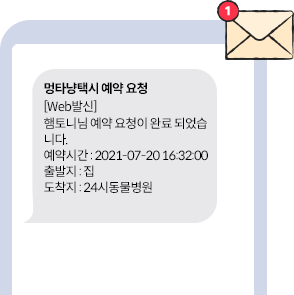 1
멍타냥택시 예약 요청
[Web발신]
햄토니님 예약 요청이 완료 되었습
니다.
예약시간 : 2021-07-20 16:32:00
출발지 : 집
도착지 : 24시동물병원